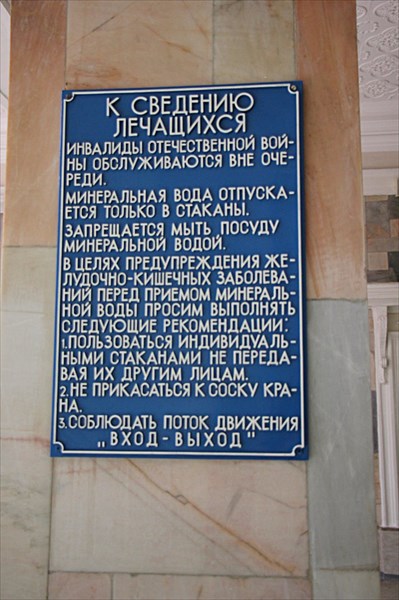 К СВЕДЕНИЮ
ЛЕЧАЩИХСЯ
ИНВАЛИДЫ ОТЕЧЕСТВЕННОЙ ВОЙ-
НЫ ОБСЛУЖИВАЮТСЯ ВНЕ ОЧЕ-
РЕДИ.
МИНЕРАЛЬНАЯ ВОДА ОТПУСКА-
ЕТСЯ ТОЛЬКО В СТАКАНЫ.
ЗАПРЕЩАЕТСЯ МЫТЬ ПОСУДУ
МИНЕРАЛЬНОЙ ВОДОЙ.
В ЦЕЛЯХ ПРЕДУПРЕЖДЕНИЯ ЖЕ-
ЛУДОЧНО-КИШЕЧНЫХ ЗАБОЛЕВА-
НИЙ ПЕРЕД ПРИЕМОМ МИНЕРАЛЬ-
НОЙ ВОДЫ ПРОСИМ ВЫПОЛНЯТЬ
СЛЕДУЮЩИЕ РЕКОМЕНДАЦИИ:
1.ПОЛЬЗОВАТЬСЯ ИНДИВИДУАЛЬ-
НЫМИ СТАКАНАМИ НЕ ПЕРЕДА-
ВАЯ ИХ ДРУГИМ ЛИЦАМ.
2.НЕ ПРИКАСАТЬСЯ К СОСКУ КРА-
НА.
3.СОБЛЮДАТЬ ПОТОК ДВИЖЕНИЯ
„ВХОД-ВЫХОД"